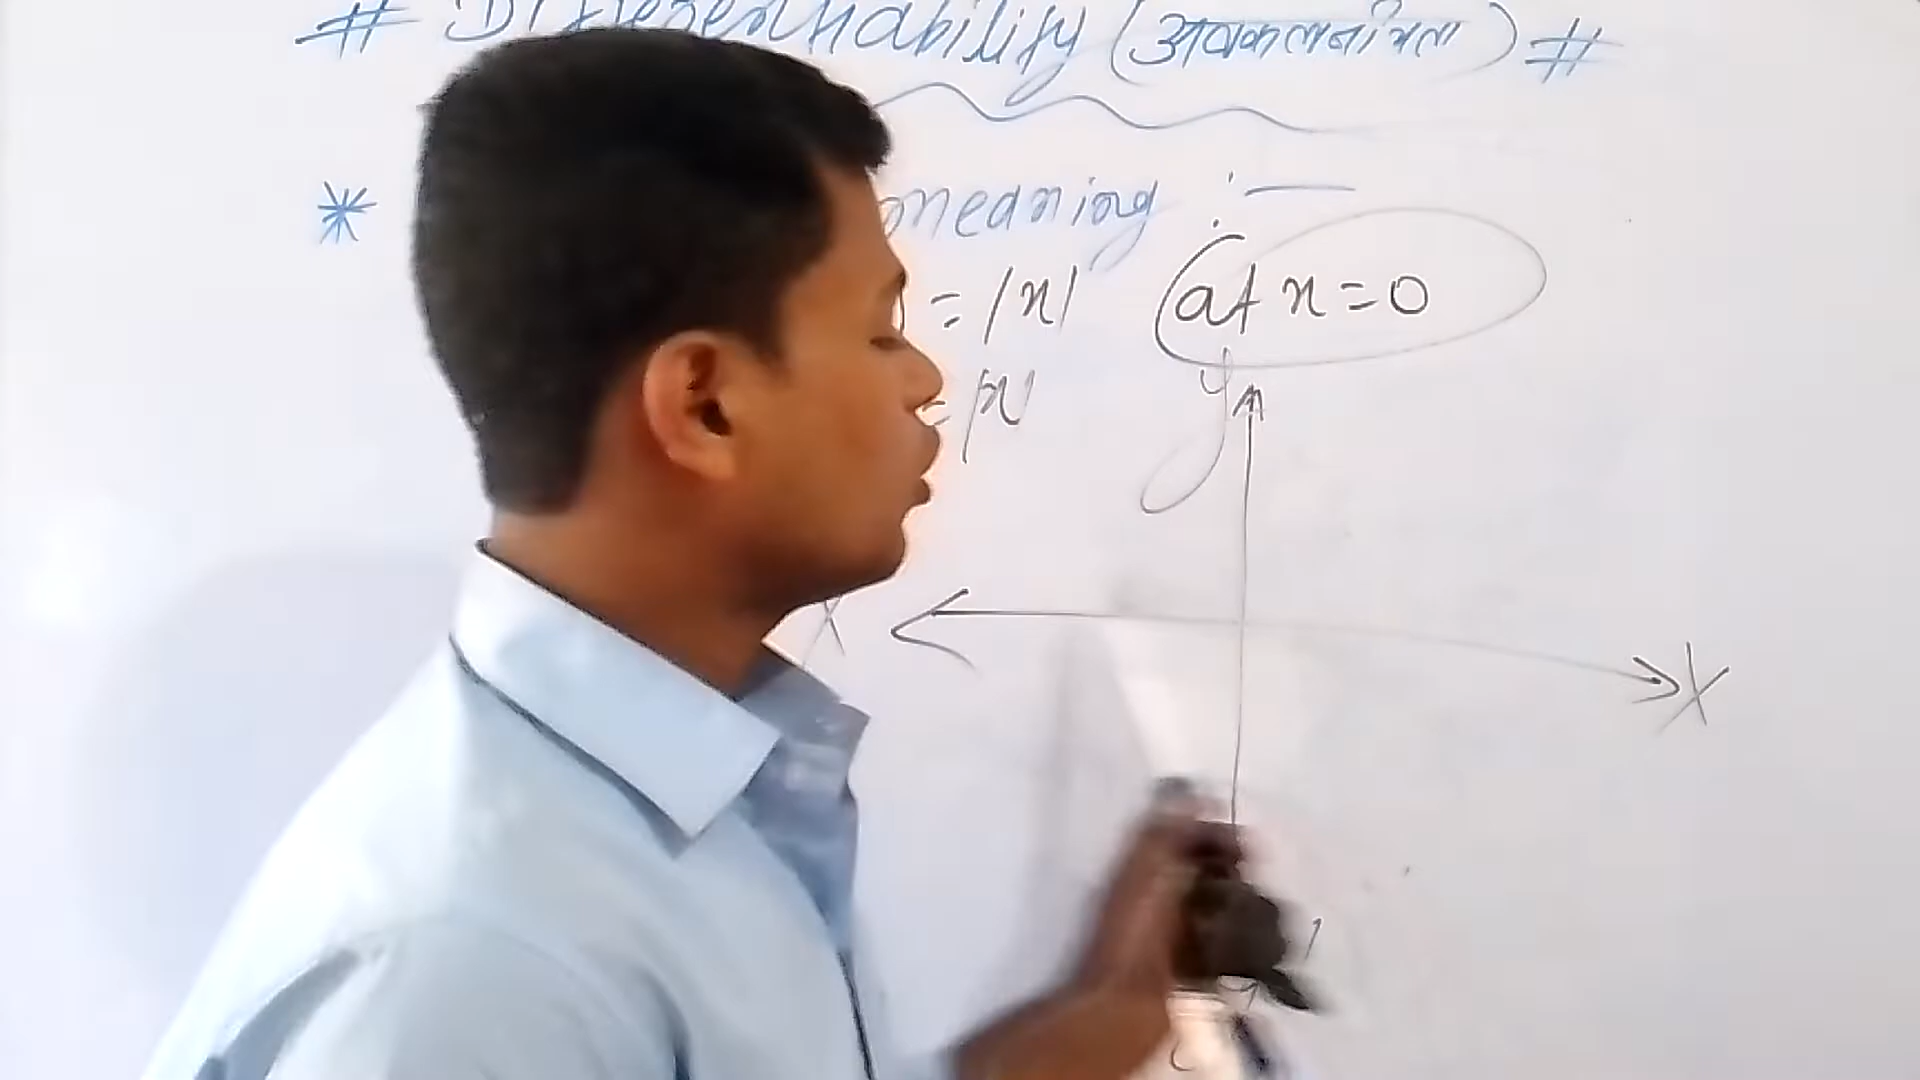 # Differentiability (अवकलनीयता) #
* meaning :-
= |x| (at x=0
= |x|
y
X
X